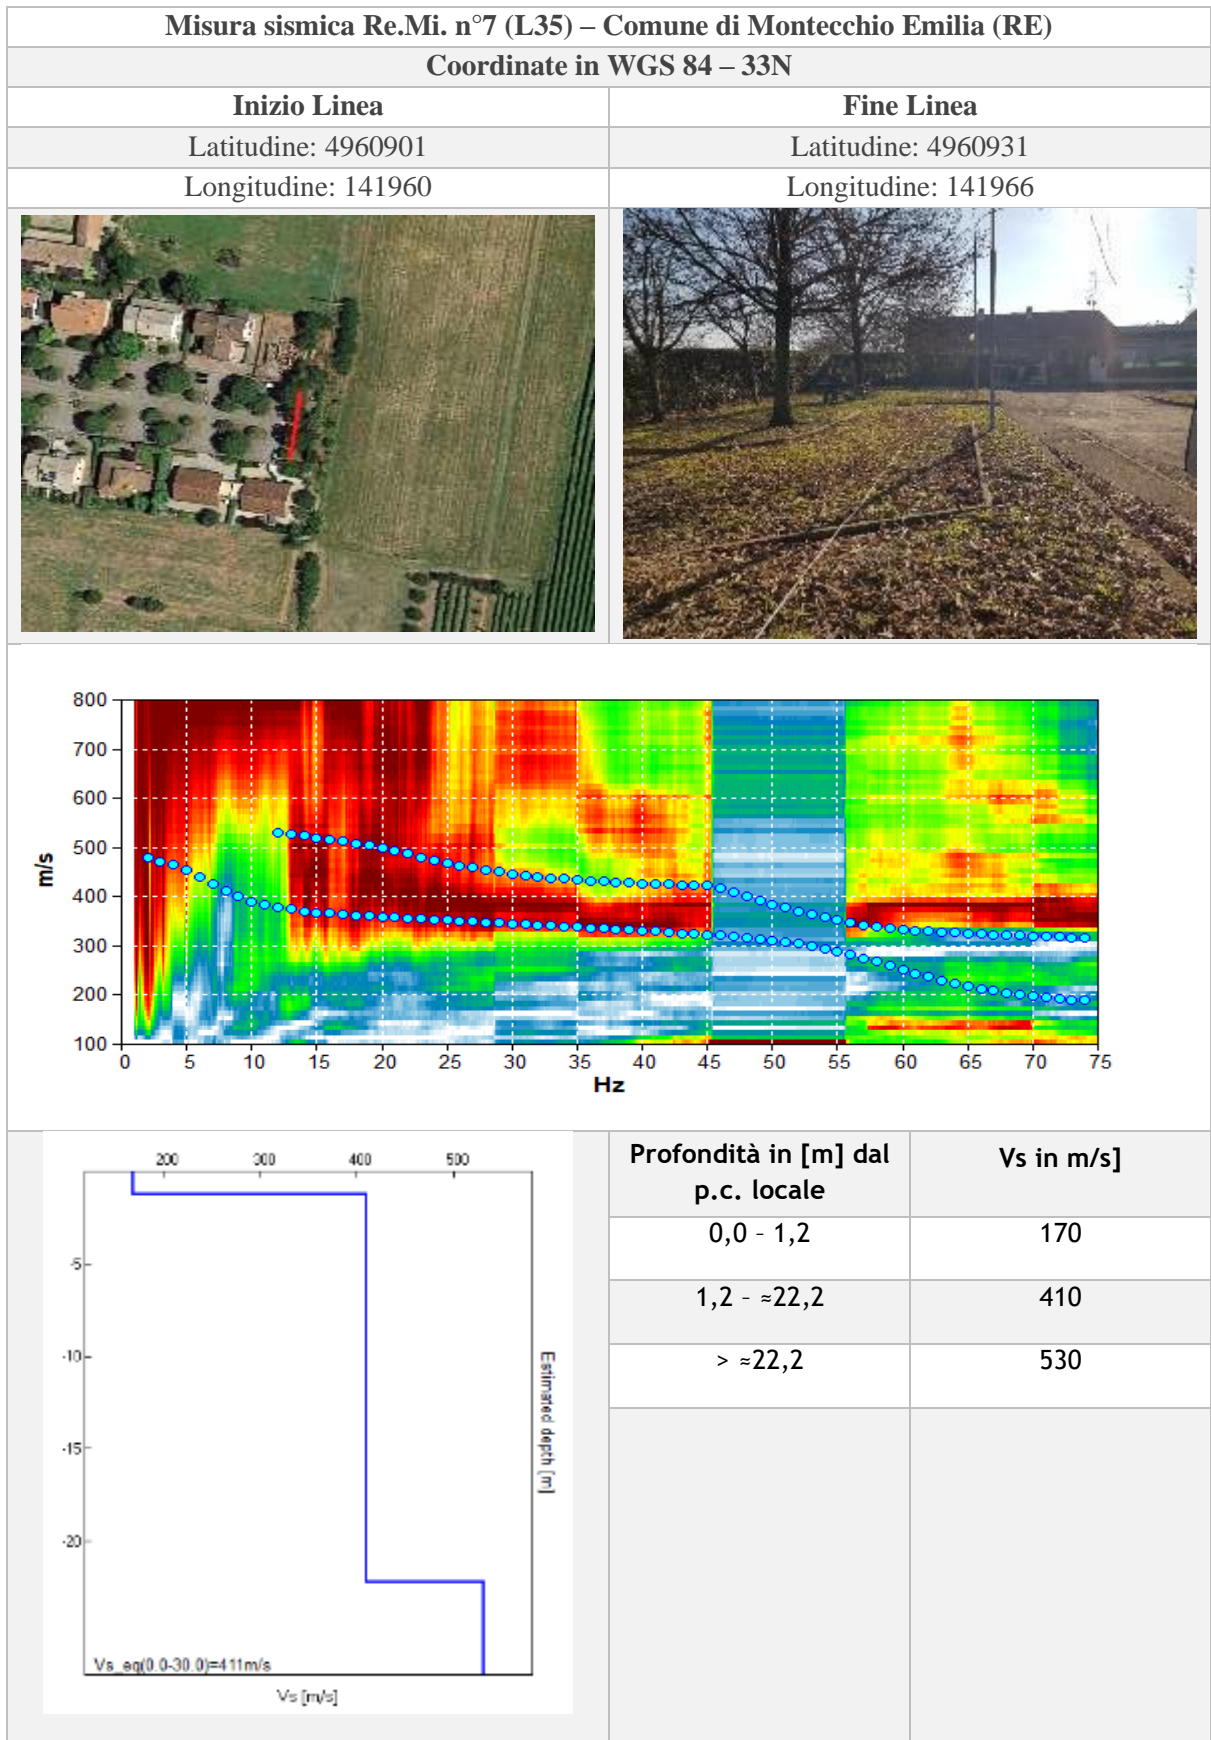 Misura sismica Re.Mi. n°7 (L35) – Comune di Montecchio Emilia (RE)
Coordinate in WGS 84 – 33N
Inizio Linea
Fine Linea
Latitudine: 4960901
Latitudine: 4960931
Longitudine: 141960
Longitudine: 141966
800
700
600
500
400
300
200
100
m/s
0 5 10 15 20 25 30 35 40 45 50 55 60 65 70 75
Hz
200 300 400 500
-5
-10
-15
-20
Estimated depth [m]
Vs_eq(0.0-30.0)=411m/s
Vs [m/s]
Profondità in [m] dal
p.c. locale
Vs in m/s]
0,0 – 1,2
170
1,2 – ≈22,2
410
> ≈22,2
530